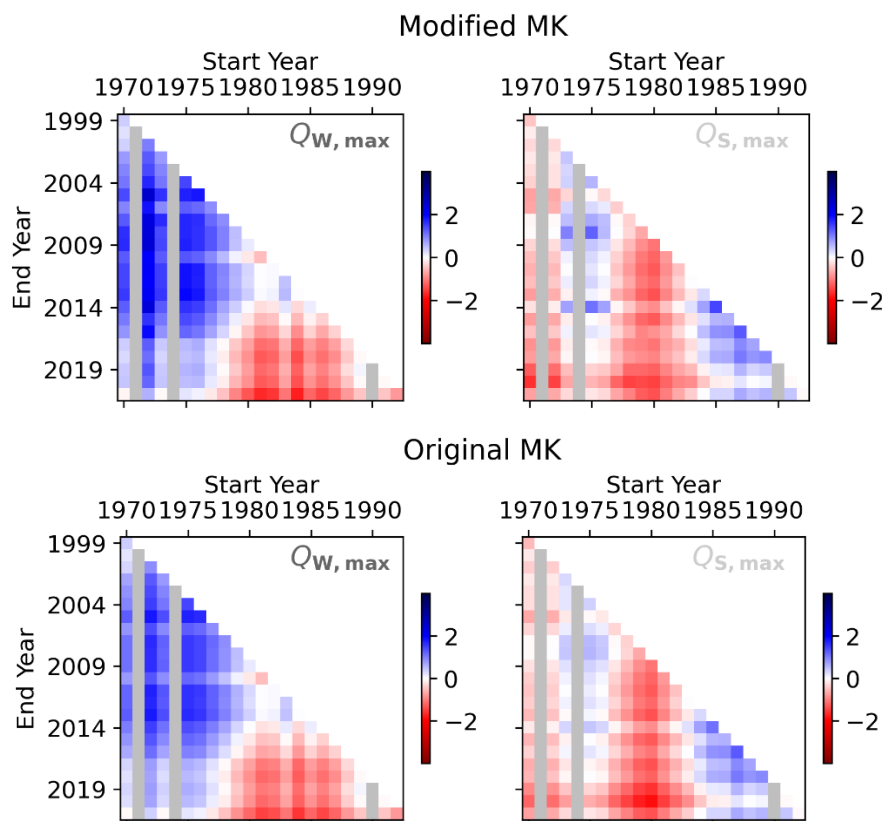 Modified MK
Start Year Start Year
1970 1975 1980 1985 1990 1970 1975 1980 1985 1990
End Year
1999
2004
2009
2014
2019
Q_W, max
2
0
−2
Q_S, max
2
0
−2
Original MK
Start Year Start Year
1970 1975 1980 1985 1990 1970 1975 1980 1985 1990
End Year
1999
2004
2009
2014
2019
Q_W, max
2
0
−2
Q_S, max
2
0
−2